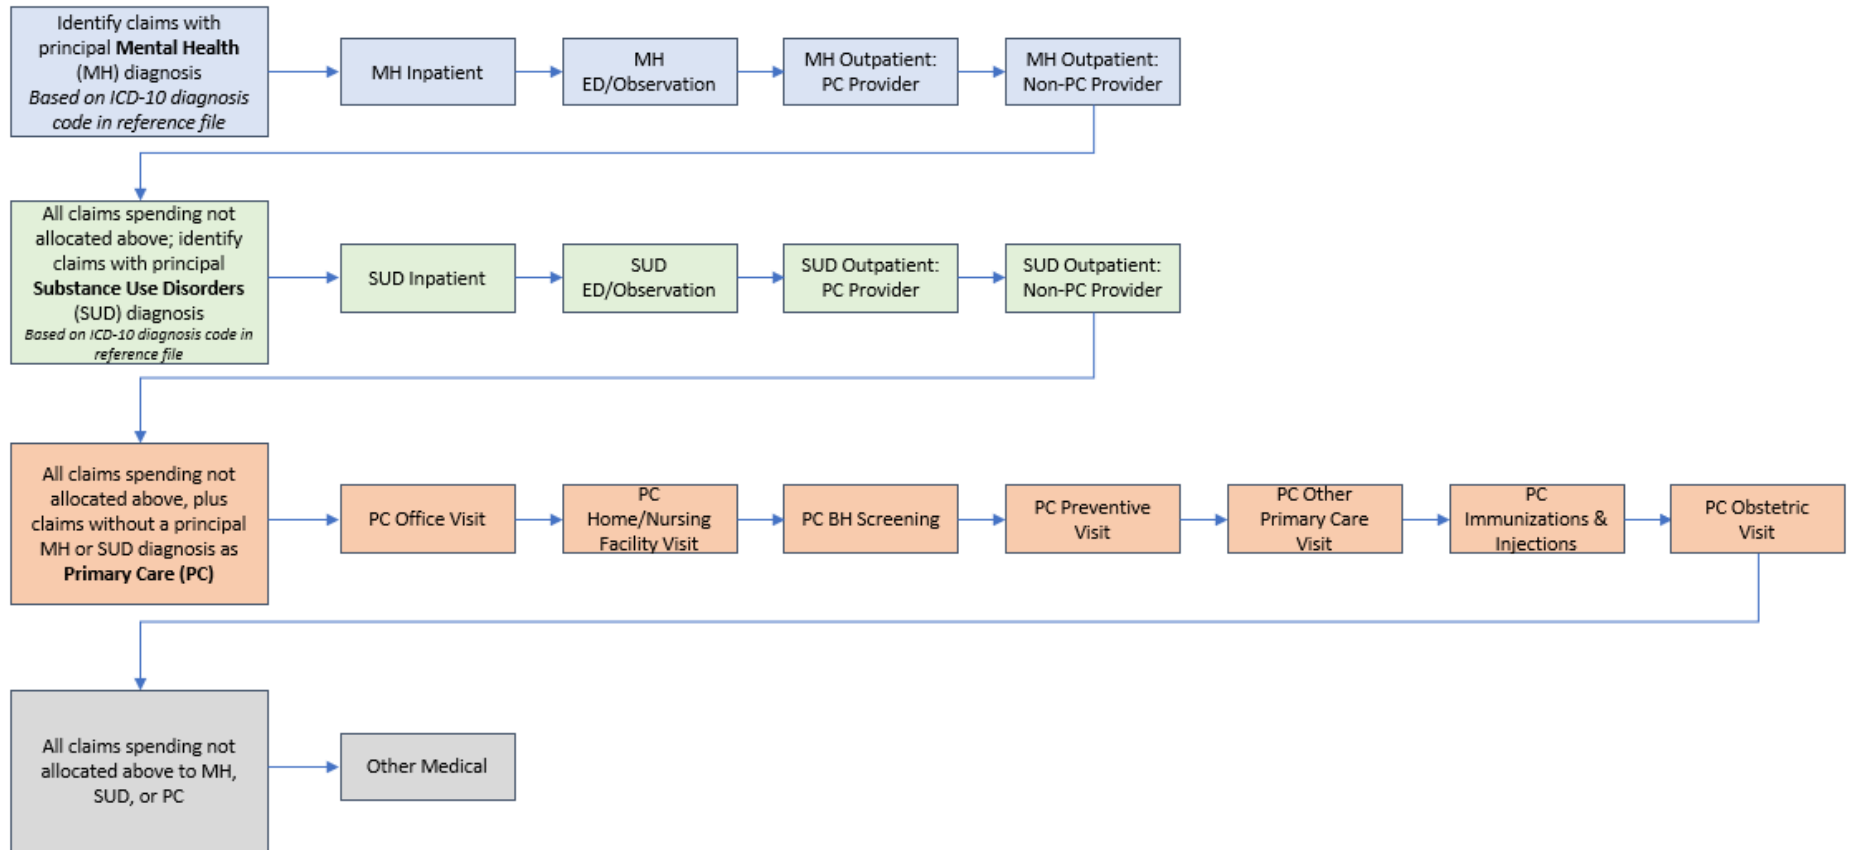 Identify claims with
principal Mental Health
(MH) diagnosis
Based on ICD-10 diagnosis
code in reference file
MH Inpatient
MH
ED/Observation
MH Outpatient:
PC Provider
MH Outpatient:
Non-PC Provider
All claims spending not
allocated above; identify
claims with principal
Substance Use Disorders
(SUD) diagnosis
Based on ICD-10 diagnosis code in
reference file
SUD Inpatient
SUD
ED/Observation
SUD Outpatient:
PC Provider
SUD Outpatient:
Non-PC Provider
All claims spending not
allocated above, plus
claims without a principal
MH or SUD diagnosis as
Primary Care (PC)
PC Office Visit
PC
Home/Nursing
Facility Visit
PC BH Screening
PC Preventive
Visit
PC Other
Primary Care
Visit
PC
Immunizations &
Injections
PC Obstetric
Visit
All claims spending not
allocated above to MH,
SUD, or PC
Other Medical